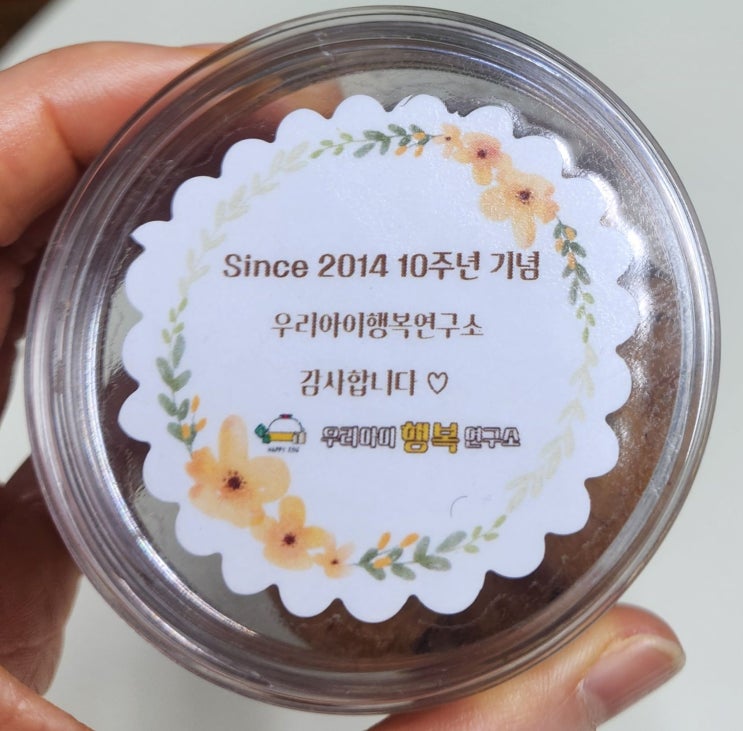 Since 2014 10주년 기념
우리아이행복연구소
감사합니다 ♡
우리아이 행복 연구소